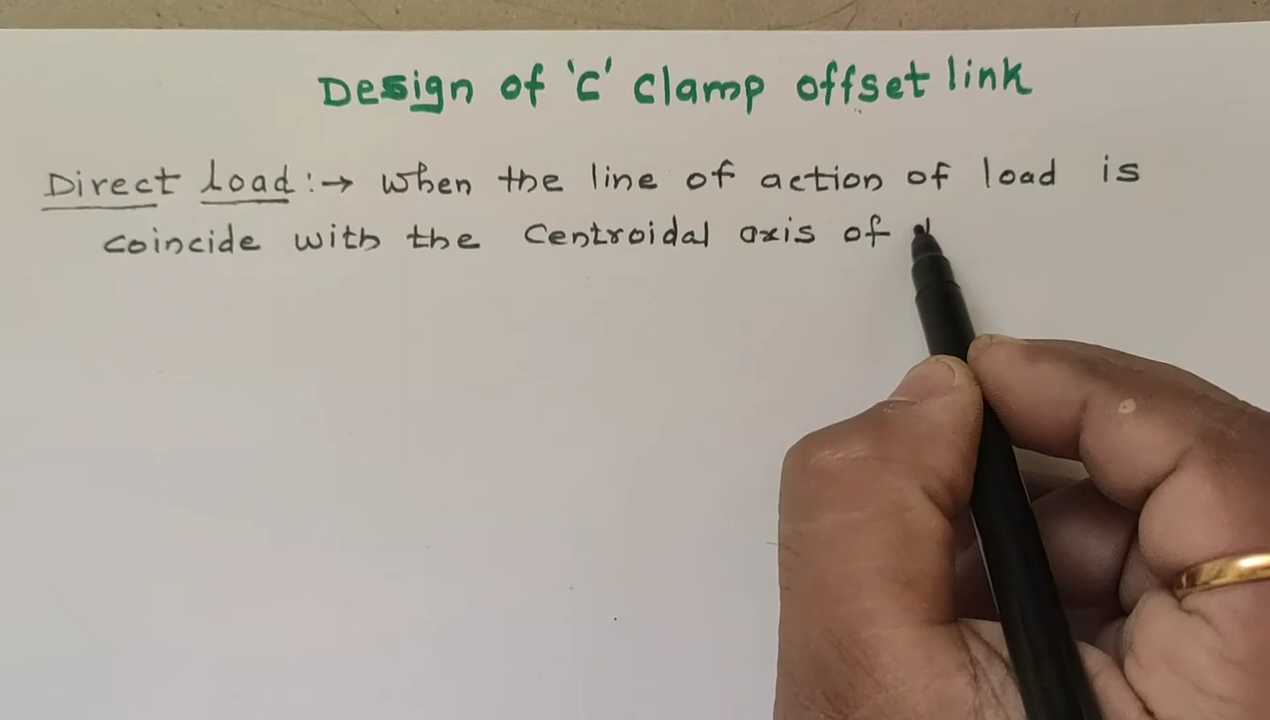 Design of 'C' clamp offset link
Direct load :→ when the line of action of load is
coincide with the centroidal axis of